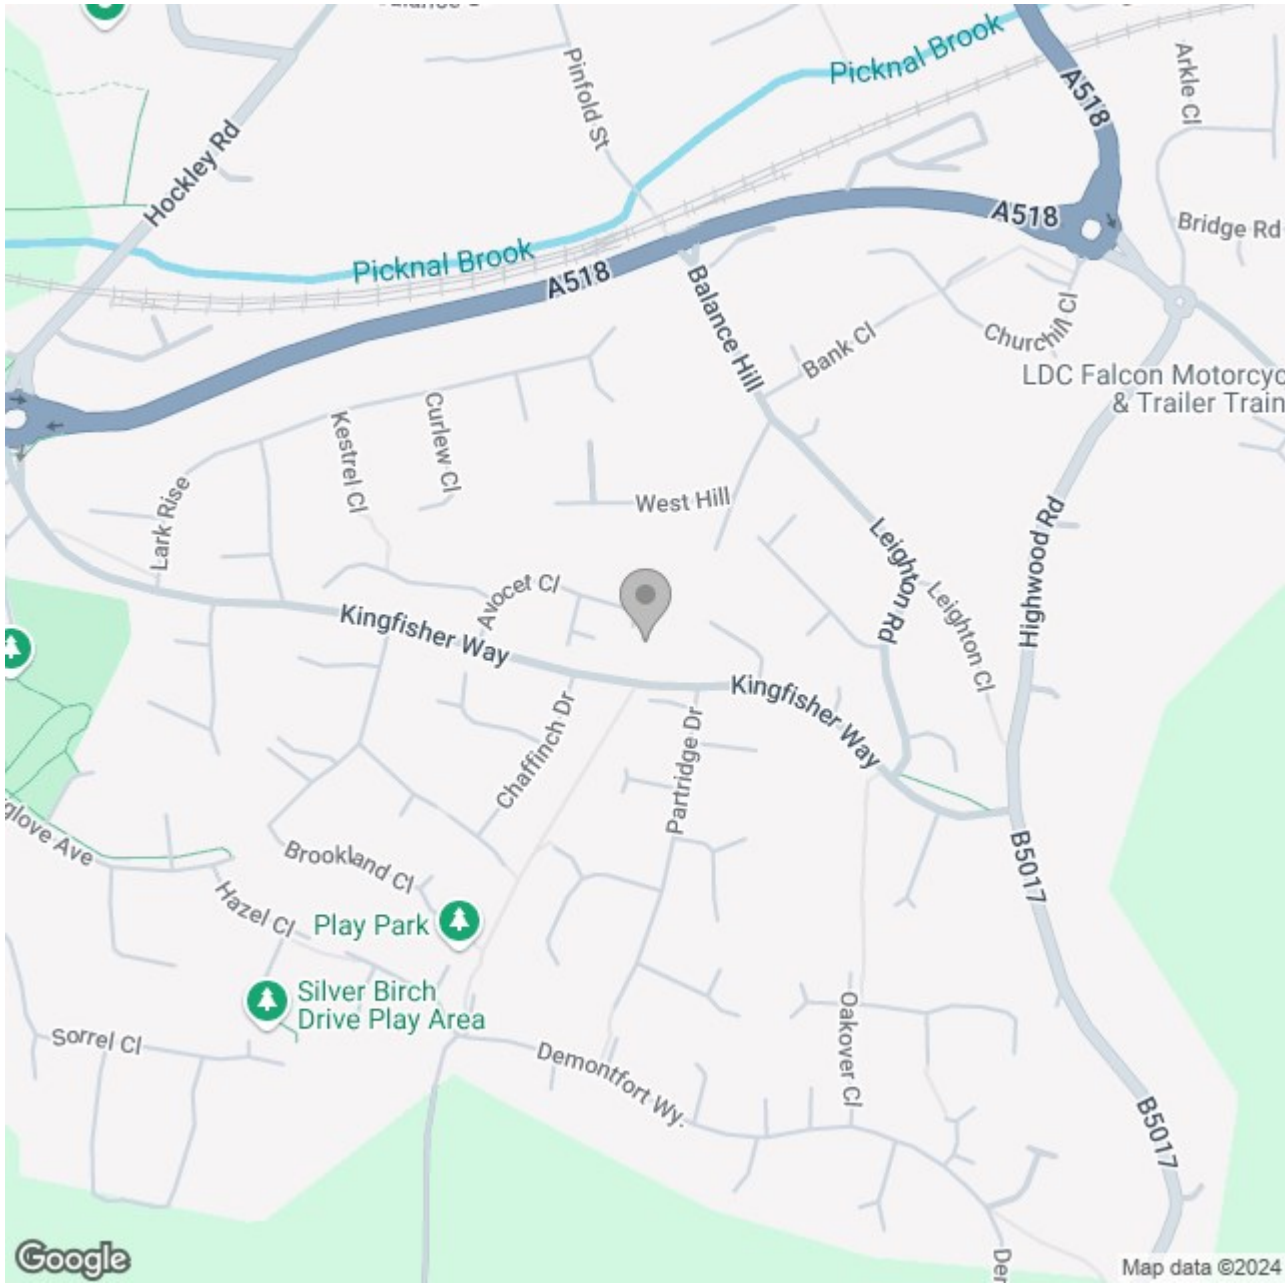 Picknal Brook
Pinfold St
A518
Arkle Cl
Hockley Rd
A518
Bridge Rd
Picknal Brook
A518
Balance Hill
Churchill Cl
Bank Cl
LDC Falcon Motorcyc
& Trailer Train
Kestrel Cl
Curlew Cl
Lark Rise
West Hill
Highwood Rd
Leighton Rd
Leighton Cl
Avocet Cl
Kingfisher Way
Kingfisher Way
Chaffinch Dr
Partridge Dr
glove Ave
Brookland Cl
B5017
Hazel Cl
Play Park
Silver Birch
Drive Play Area
Oakover Cl
Sorrel Cl
Demontfort Wy.
B5017
Der
Google
Map data ©2024